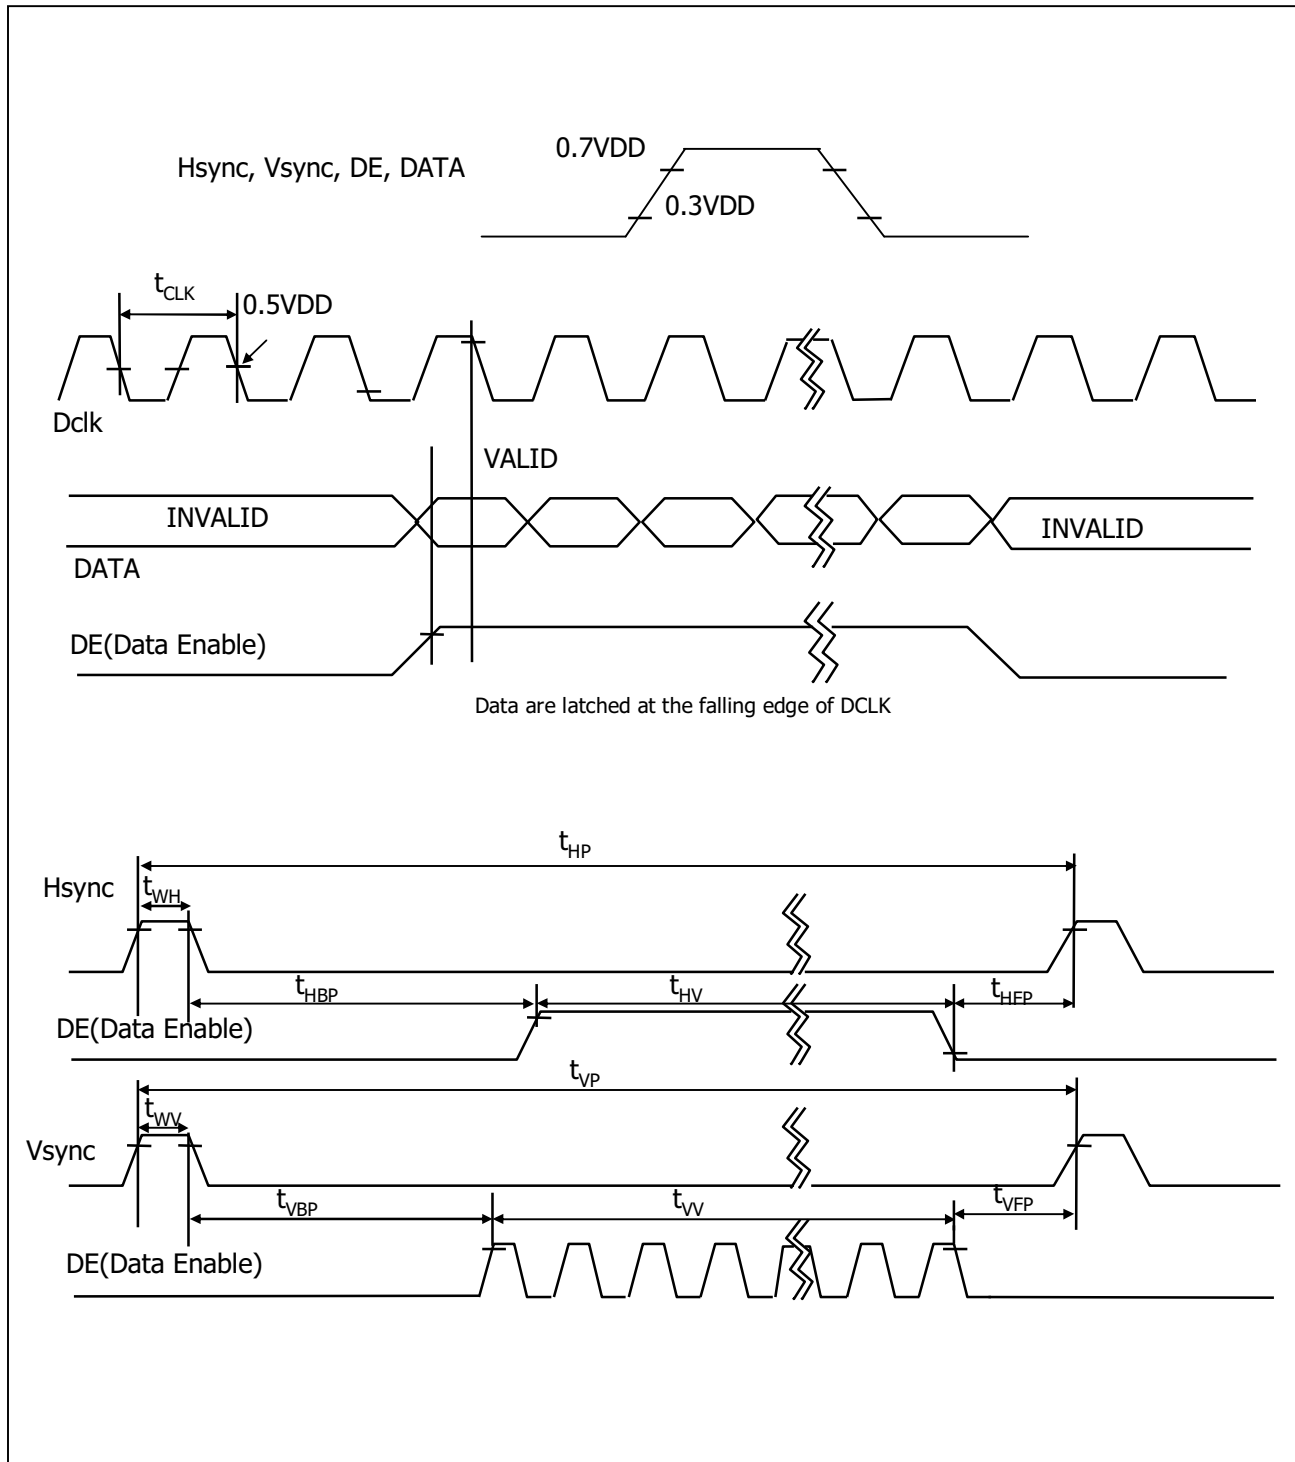 0.7VDD
Hsync, Vsync, DE, DATA
0.3VDD
tCLK
0.5VDD
Dclk
VALID
INVALID
INVALID
DATA
DE(Data Enable)
Data are latched at the falling edge of DCLK
tHP
Hsync
tWH
tHBP
tHV
tHFP
DE(Data Enable)
tVP
tWV
Vsync
tVBP
tVV
tVFP
DE(Data Enable)